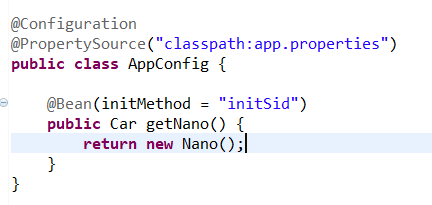 @Configuration
@PropertySource("classpath:app.properties")
public class AppConfig {
@Bean(initMethod = "initSid")
public Car getNano() {
return new Nano();
}
}